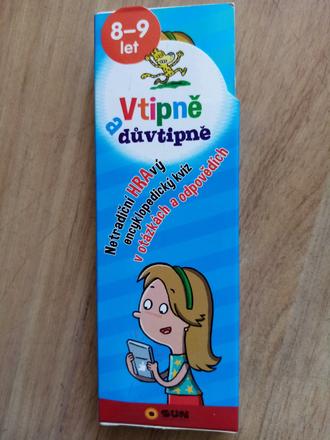 8–9
let
Vtipně
a důvtipně
Netradiční HRAvý
encyklopedický kvíz
v otázkách a odpovědích
SUN